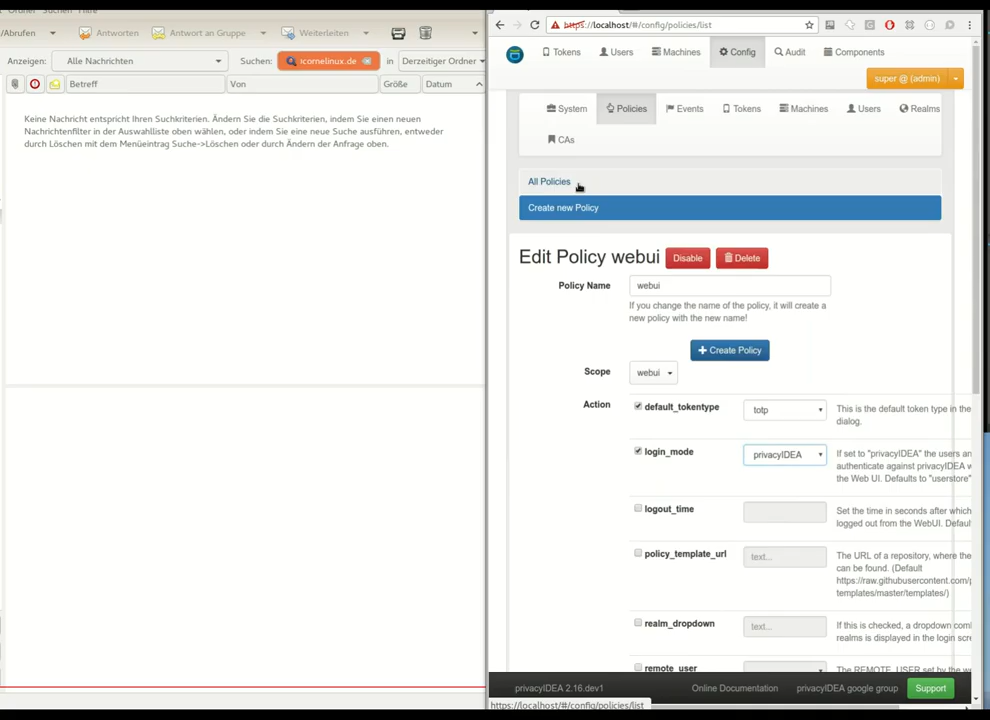 Ordner Suchen Hilfe
/Abrufen Antworten Antwort an Gruppe Weiterleiten
Anzeigen: Alle Nachrichten Suchen: rcornelinux.de in Derzeitiger Ordner
Betreff Von Größe Datum
Keine Nachricht entspricht Ihren Suchkriterien. Ändern Sie die Suchkriterien, indem Sie einen neuen
Nachrichtenfilter in der Auswahlliste oben wählen, oder indem Sie eine neue Suche ausführen, entweder
durch Löschen mit dem Menüeintrag Suche->Löschen oder durch Ändern der Anfrage oben.
https://localhost/#/config/policies/list
Tokens Users Machines Config Audit Components
super @ (admin)
System Policies Events Tokens Machines Users Realms
CAs
All Policies
Create new Policy
Edit Policy webui Disable Delete
Policy Name webui
If you change the name of the policy, it will create a
new policy with the new name!
Create Policy
Scope webui
Action
default_tokentype totp This is the default token type in the
dialog.
login_mode privacyIDEA If set to "privacyIDEA" the users an
authenticate against privacyIDEA w
the Web UI. Defaults to "userstore"
logout_time Set the time in seconds after which
logged out from the WebUI. Defau
policy_template_url text... The URL of a repository, where the
can be found. (Default
https://raw.githubusercontent.com/p
templates/master/templates/)
realm_dropdown text... If this is checked, a dropdown com
realms is displayed in the login scre
remote_user The REMOTE_USER set by the w
privacyIDEA 2.16.dev1 Online Documentation privacyIDEA google group Support
https://localhost/#/config/policies/list